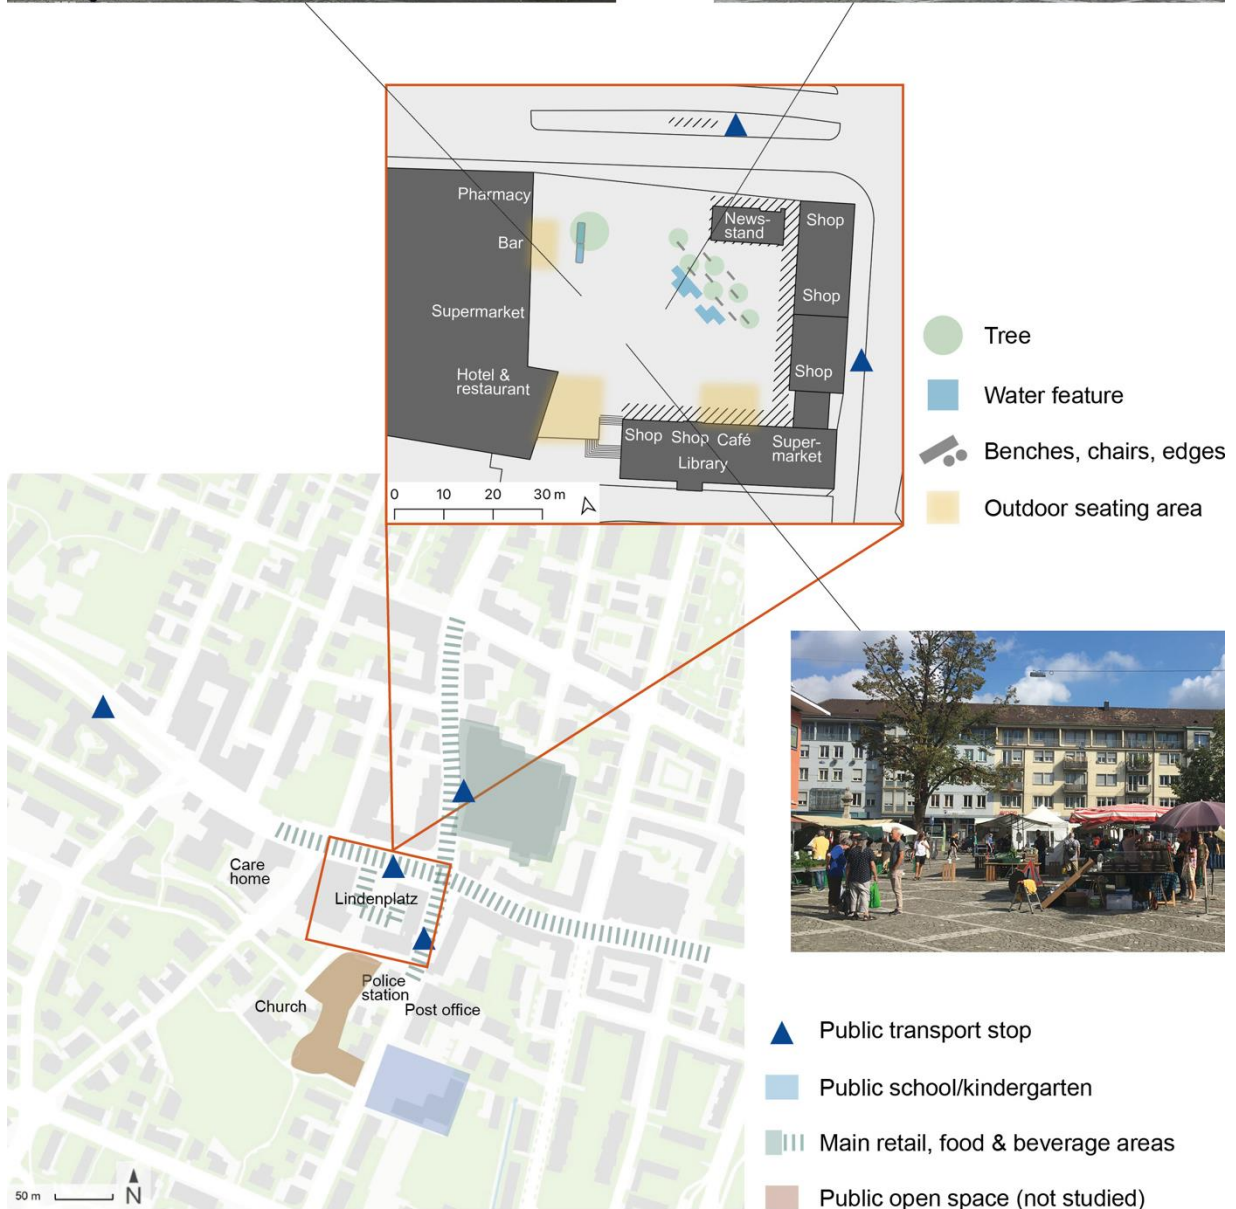 Pharmacy
News-
stand
Shop
Bar
Shop
Supermarket
Hotel &
restaurant
Shop
Shop Shop Café
Super-
market
Library
0 10 20 30 m
Tree
Water feature
Benches, chairs, edges
Outdoor seating area
Care
home
Lindenplatz
Police
station
Church
Post office
50 m
N
Public transport stop
Public school/kindergarten
Main retail, food & beverage areas
Public open space (not studied)